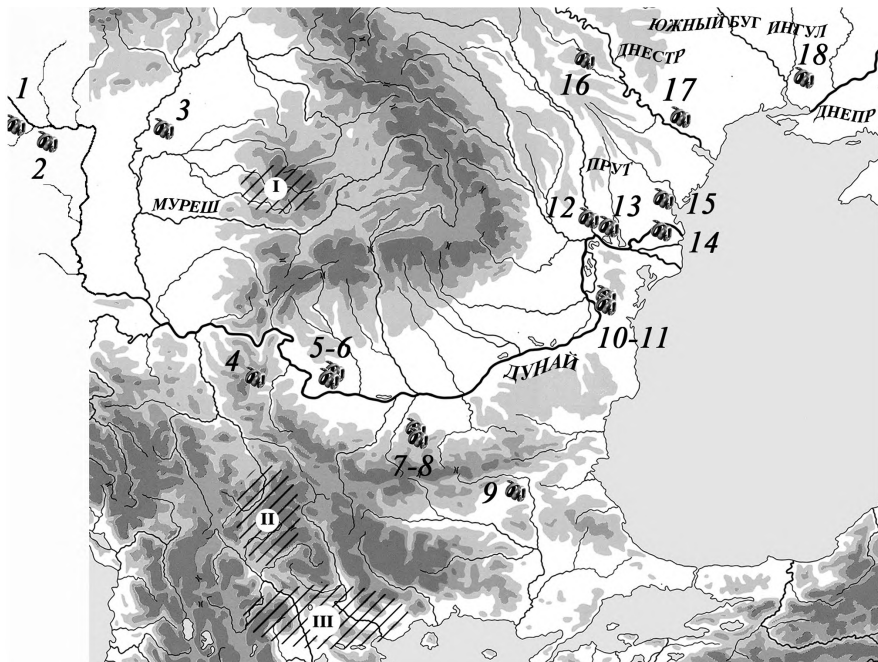 ЮЖНЫЙ БУГ
ИНГУЛ
ДНЕСТР
18
1
16
17
3
ДНЕПР
2
ПРУТ
I
МУРЕШ
12
13
15
14
10-11
5-6
4
ДУНАЙ
7-8
9
II
III